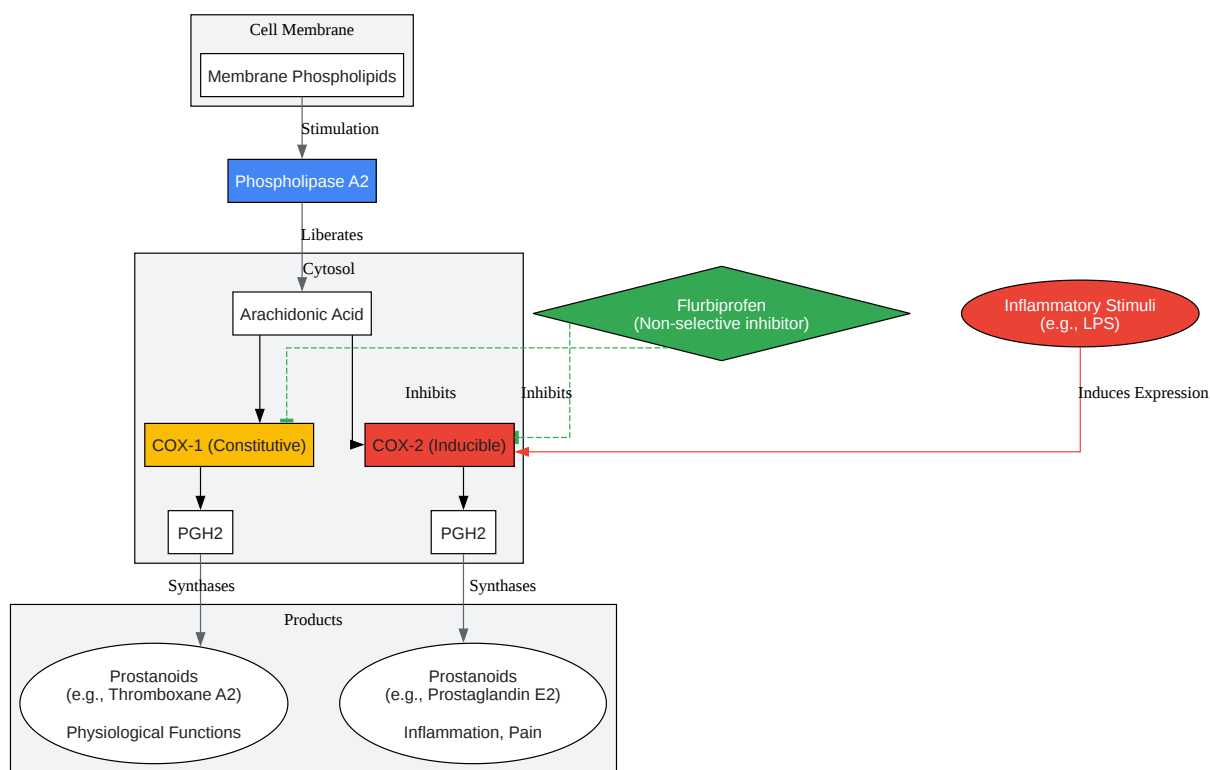 Cell Membrane
Membrane Phospholipids
Stimulation
Phospholipase A2
Liberates
Cytosol
Arachidonic Acid
Flurbiprofen
(Non-selective inhibitor)
Inflammatory Stimuli
(e.g., LPS)
Inhibits
Inhibits
Induces Expression
COX-1 (Constitutive)
COX-2 (Inducible)
PGH2
PGH2
Synthases
Synthases
Products
Prostanoids
(e.g., Thromboxane A2)
Physiological Functions
Prostanoids
(e.g., Prostaglandin E2)
Inflammation, Pain